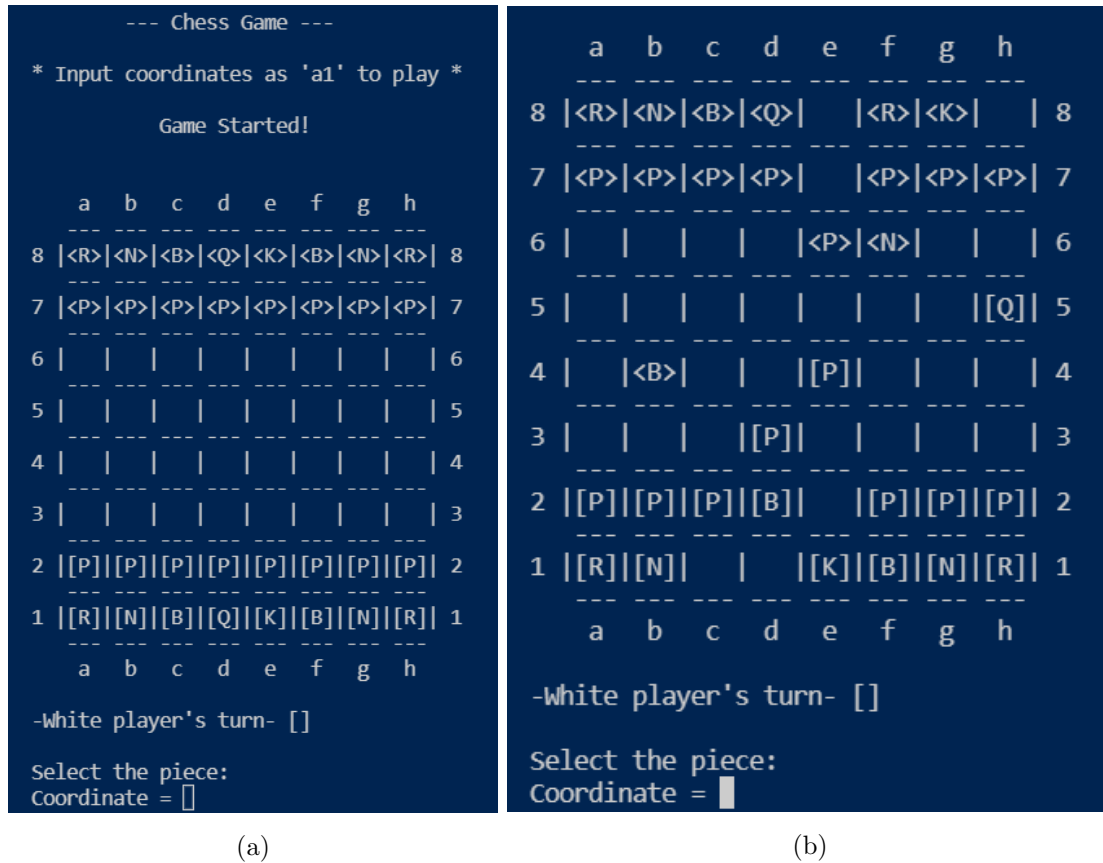 --- Chess Game ---
* Input coordinates as 'a1' to play *
Game Started!
a b c d e f g h
--- --- --- --- --- --- --- ---
8 |<R>|<N>|<B>|<Q>|<K>|<B>|<N>|<R>| 8
--- --- --- --- --- --- --- ---
7 |<P>|<P>|<P>|<P>|<P>|<P>|<P>|<P>| 7
--- --- --- --- --- --- --- ---
6 |   |   |   |   |   |   |   |   | 6
--- --- --- --- --- --- --- ---
5 |   |   |   |   |   |   |   |   | 5
--- --- --- --- --- --- --- ---
4 |   |   |   |   |   |   |   |   | 4
--- --- --- --- --- --- --- ---
3 |   |   |   |   |   |   |   |   | 3
--- --- --- --- --- --- --- ---
2 |[P]|[P]|[P]|[P]|[P]|[P]|[P]|[P]| 2
--- --- --- --- --- --- --- ---
1 |[R]|[N]|[B]|[Q]|[K]|[B]|[N]|[R]| 1
--- --- --- --- --- --- --- ---
a b c d e f g h
-White player's turn- []
Select the piece:
Coordinate =
(a)
a b c d e f g h
--- --- --- --- --- --- --- ---
8 |<R>|<N>|<B>|<Q>|   |<R>|<K>|   | 8
--- --- --- --- --- --- --- ---
7 |<P>|<P>|<P>|<P>|   |<P>|<P>|<P>| 7
--- --- --- --- --- --- --- ---
6 |   |   |   |   |<P>|<N>|   |   | 6
--- --- --- --- --- --- --- ---
5 |   |   |   |   |   |   |   |[Q]| 5
--- --- --- --- --- --- --- ---
4 |   |<B>|   |   |[P]|   |   |   | 4
--- --- --- --- --- --- --- ---
3 |   |   |   |[P]|   |   |   |   | 3
--- --- --- --- --- --- --- ---
2 |[P]|[P]|[P]|[B]|   |[P]|[P]|[P]| 2
--- --- --- --- --- --- --- ---
1 |[R]|[N]|   |   |[K]|[B]|[N]|[R]| 1
--- --- --- --- --- --- --- ---
a b c d e f g h
-White player's turn- []
Select the piece:
Coordinate =
(b)